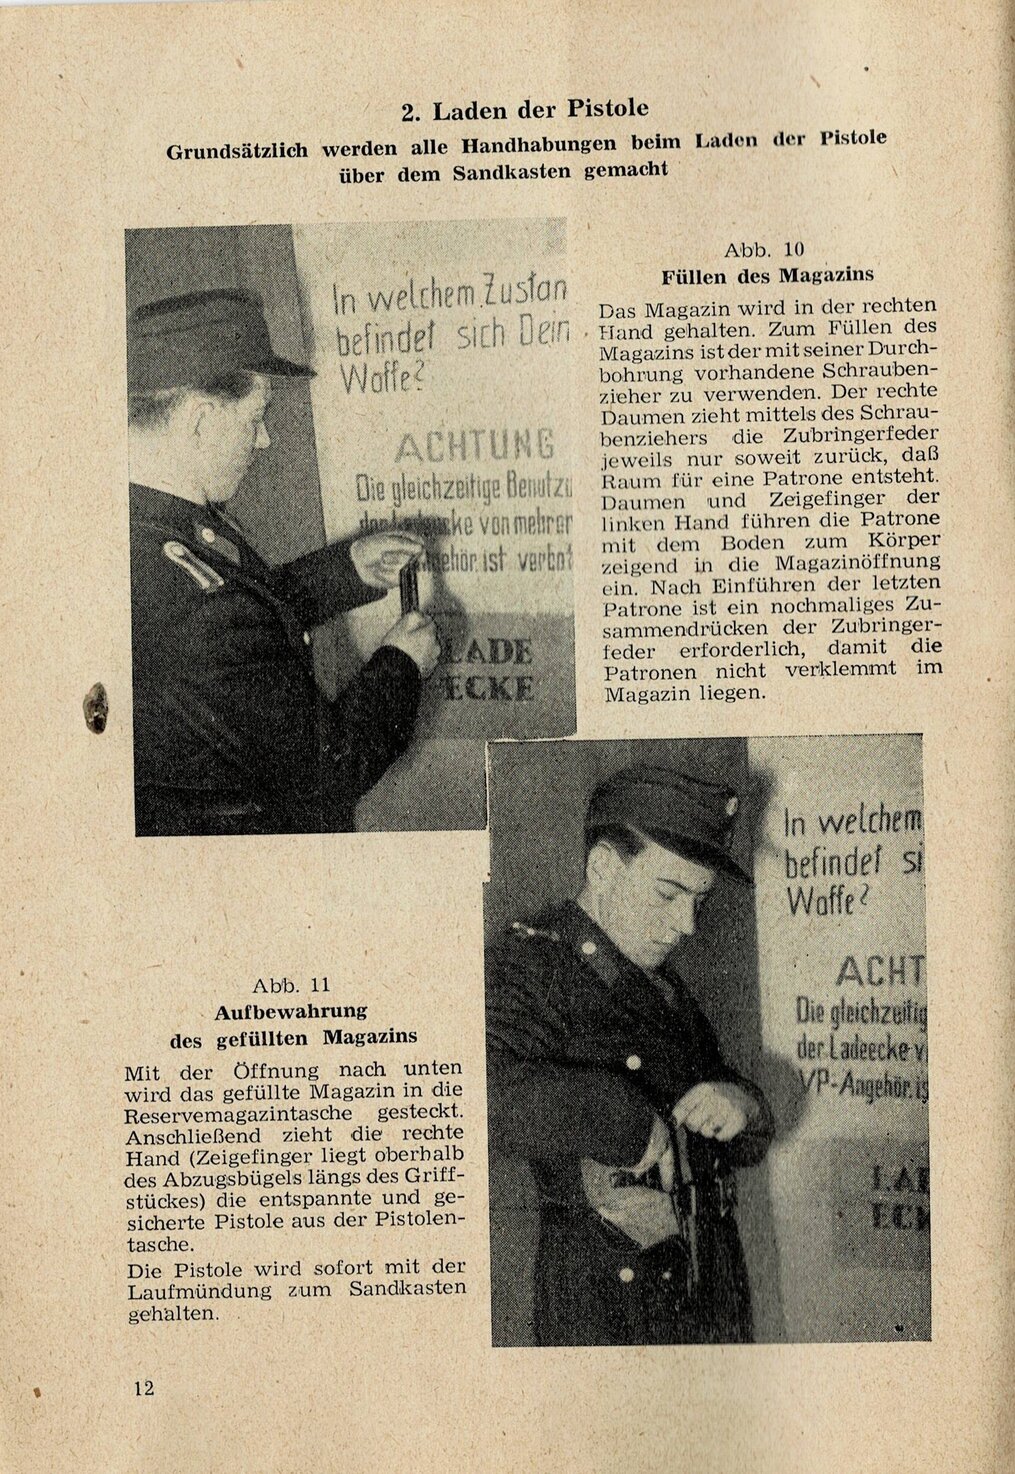 2. Laden der Pistole
Grundsätzlich werden alle Handhabungen beim Laden der Pistole
über dem Sandkasten gemacht
In welchem Zustan
befindet sich Dein
Waffe?
ACHTUNG
Die gleichzeitige Benutzu
der Ladeecke von mehrer
gehör. ist verbot
LADE
ECKE
Abb. 10
Füllen des Magazins
Das Magazin wird in der rechten
Hand gehalten. Zum Füllen des
Magazins ist der mit seiner Durch-
bohrung vorhandene Schrauben-
zieher zu verwenden. Der rechte
Daumen zieht mittels des Schrau-
benziehers die Zubringerfeder
jeweils nur soweit zurück, daß
Raum für eine Patrone entsteht.
Daumen und Zeigefinger der
linken Hand führen die Patrone
mit dem Boden zum Körper
zeigend in die Magazinöffnung
ein. Nach Einführen der letzten
Patrone ist ein nochmaliges Zu-
sammendrücken der Zubringer-
feder erforderlich, damit die
Patronen nicht verklemmt im
Magazin liegen.
In welchem
befindet si
Waffe?
ACHT
Die gleichzeitig
der Ladeecke v
VP-Angehör. is
LAD
ECK
Abb. 11
Aufbewahrung
des gefüllten Magazins
Mit der Öffnung nach unten
wird das gefüllte Magazin in die
Reservemagazintasche gesteckt.
Anschließend zieht die rechte
Hand (Zeigefinger liegt oberhalb
des Abzugsbügels längs des Griff-
stückes) die entspannte und ge-
sicherte Pistole aus der Pistolen-
tasche.
Die Pistole wird sofort mit der
Laufmündung zum Sandkasten
gehalten.
12